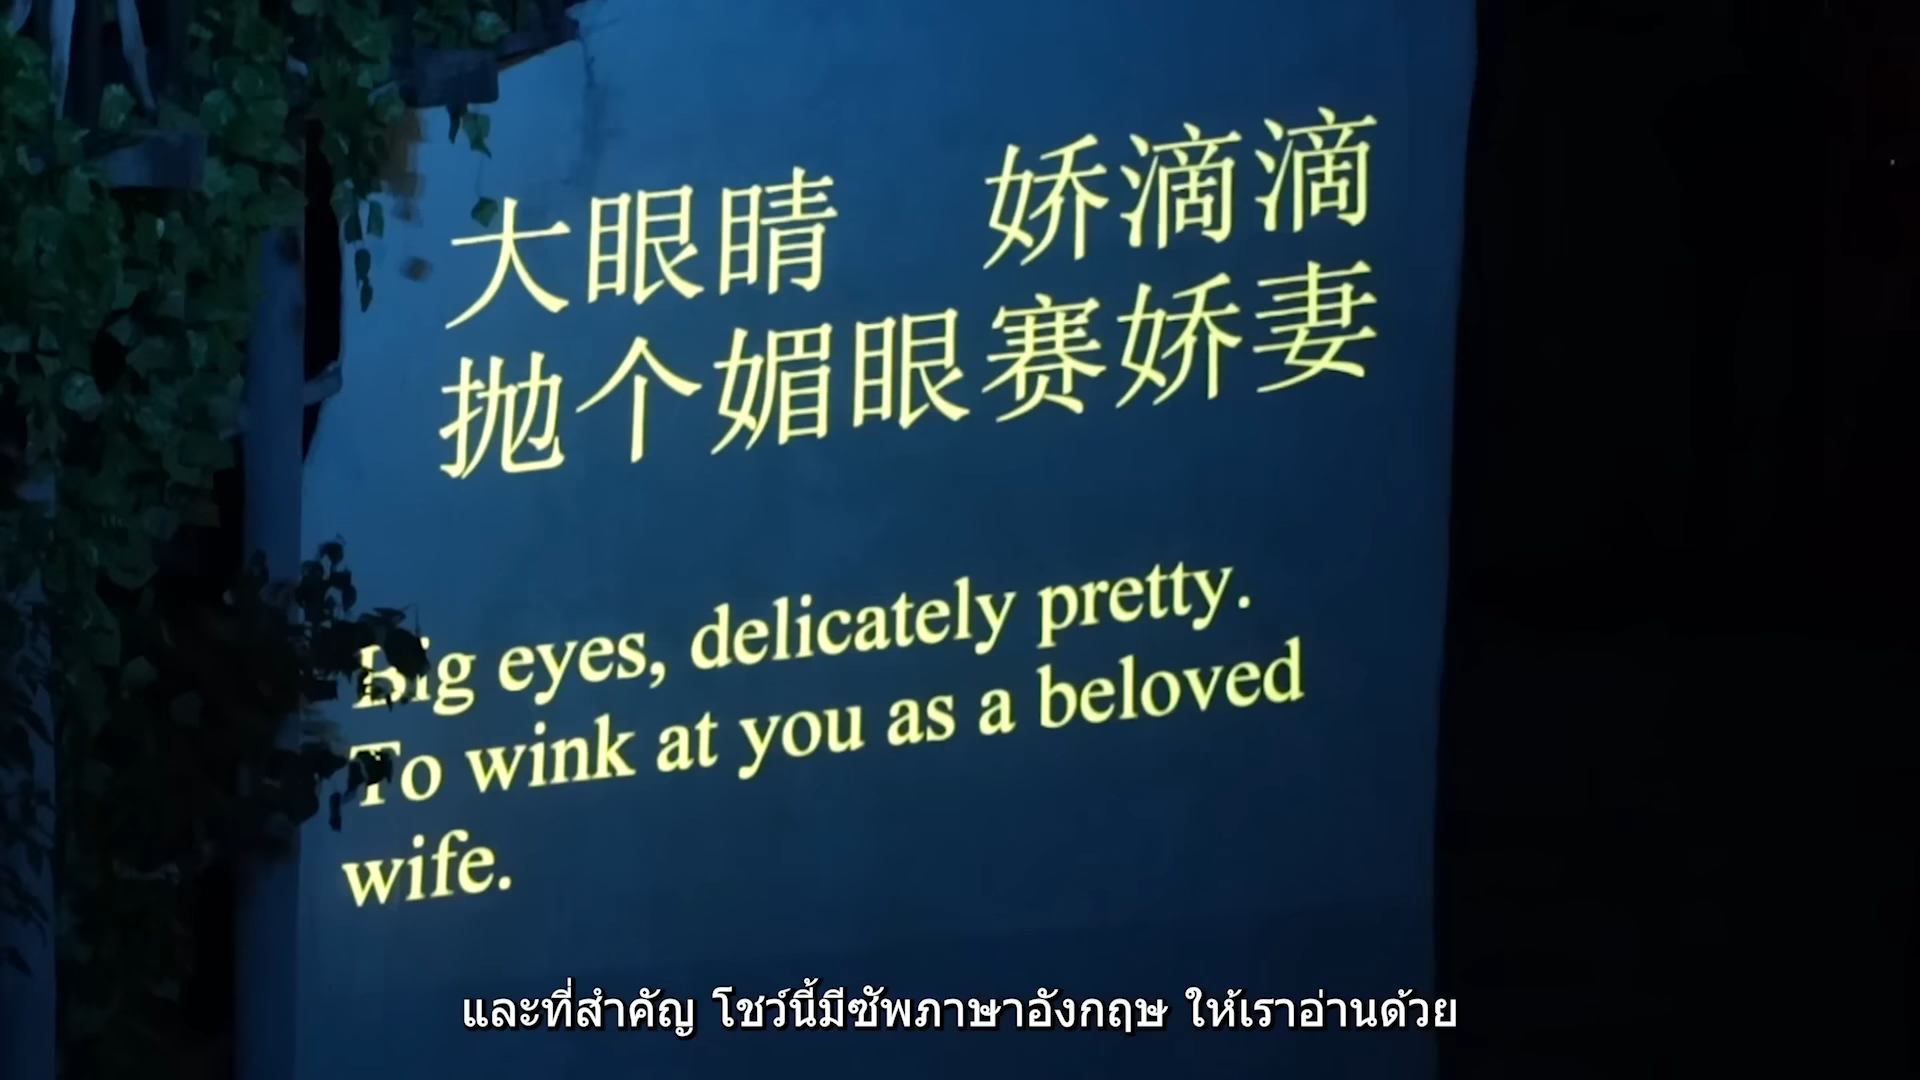 大眼睛 娇滴滴
抛个媚眼赛娇妻
Big eyes, delicately pretty.
To wink at you as a beloved
wife.
และที่สำคัญ โชว์นี้มีซัพภาษาอังกฤษ ให้เราอ่านด้วย